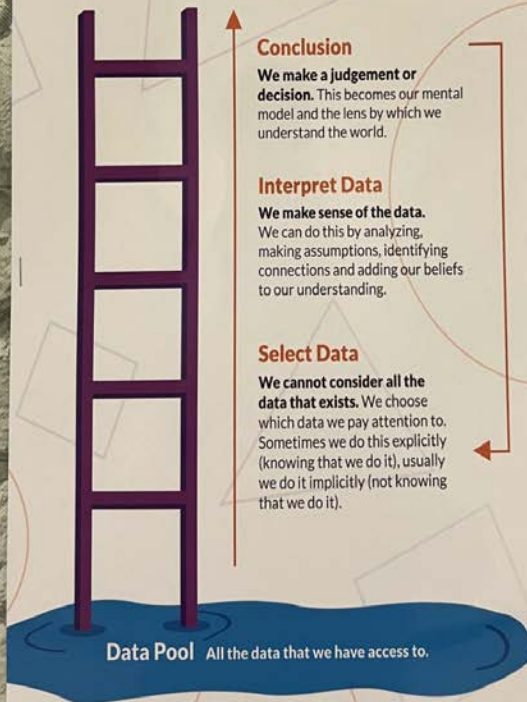 Conclusion
We make a judgement or
decision. This becomes our mental
model and the lens by which we
understand the world.
Interpret Data
We make sense of the data.
We can do this by analyzing,
making assumptions, identifying
connections and adding our beliefs
to our understanding.
Select Data
We cannot consider all the
data that exists. We choose
which data we pay attention to.
Sometimes we do this explicitly
(knowing that we do it), usually
we do it implicitly (not knowing
that we do it).
Data Pool All the data that we have access to.